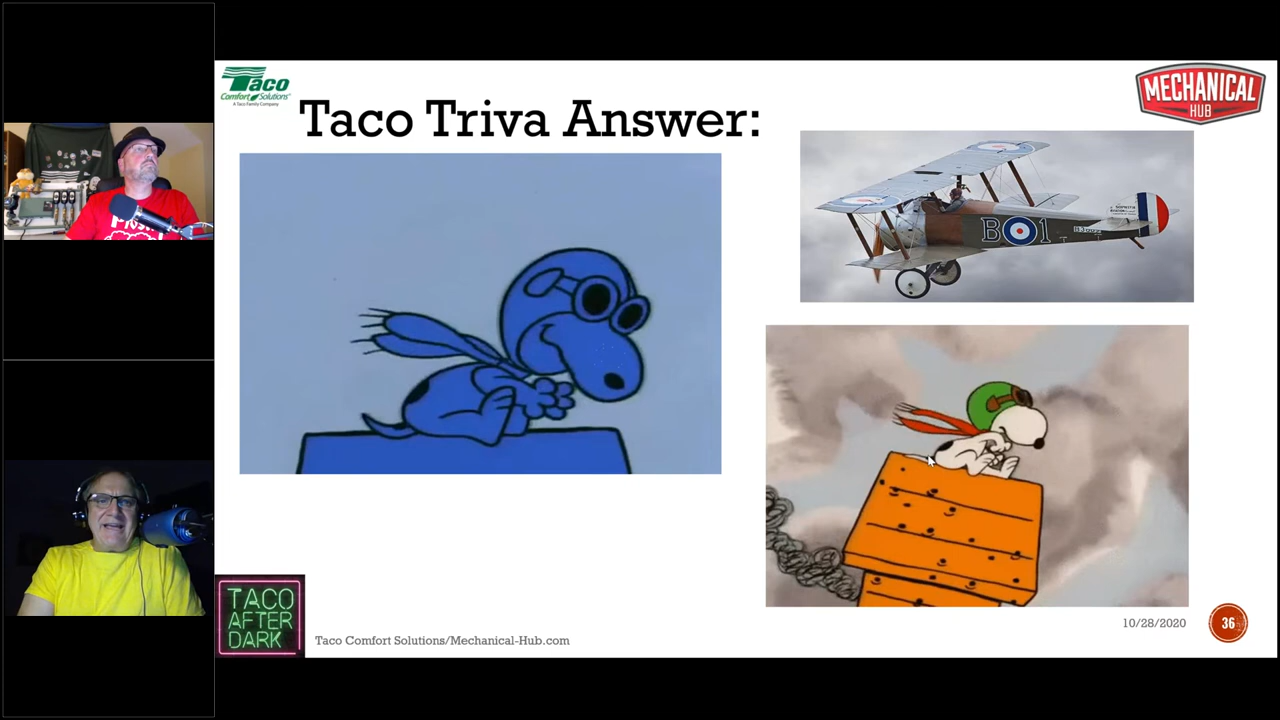 Taco
Comfort Solutions
A Taco Family Company
Taco Triva Answer:
MECHANICAL
HUB
B 1
TACO
AFTER
DARK
Taco Comfort Solutions/Mechanical-Hub.com
10/28/2020
36